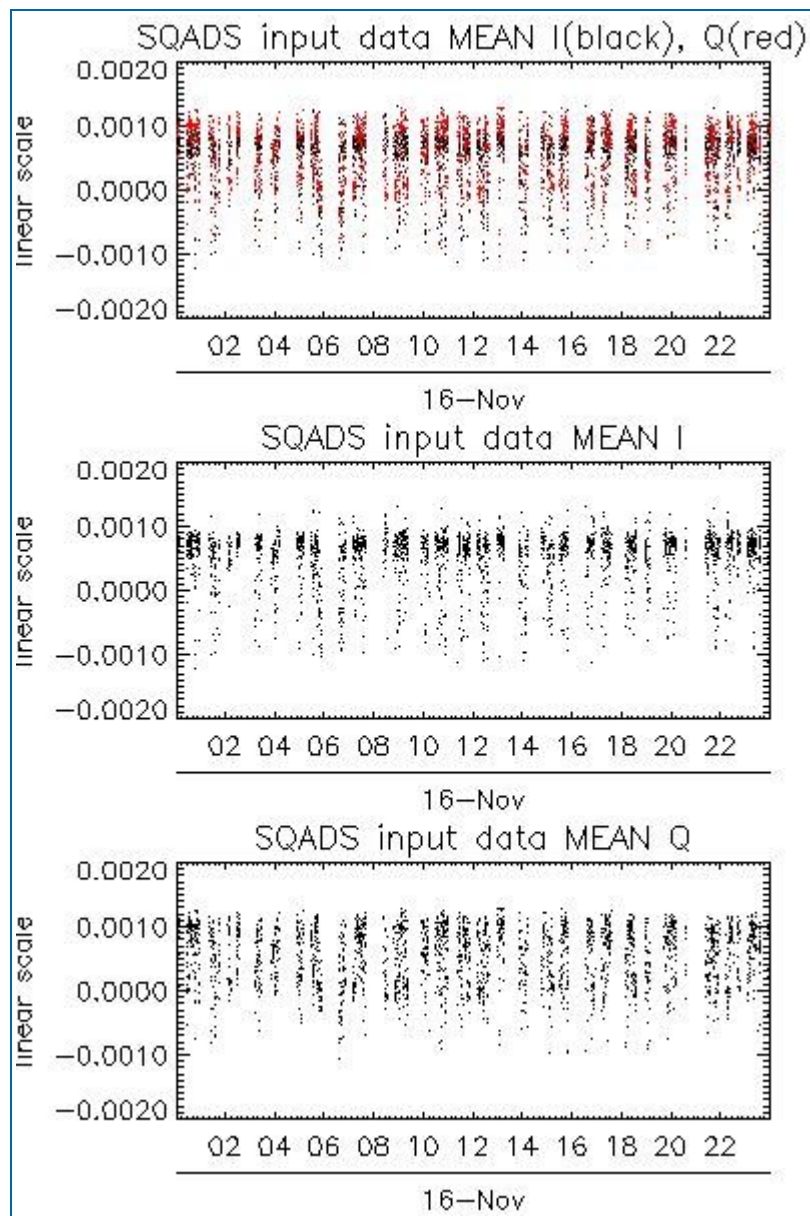 SQADS input data MEAN I(black), Q(red)
linear scale
0.0020
0.0010
0.0000
−0.0010
−0.0020
02 04 06 08 10 12 14 16 18 20 22
16−Nov
SQADS input data MEAN I
linear scale
0.0020
0.0010
0.0000
−0.0010
−0.0020
02 04 06 08 10 12 14 16 18 20 22
16−Nov
SQADS input data MEAN Q
linear scale
0.0020
0.0010
0.0000
−0.0010
−0.0020
02 04 06 08 10 12 14 16 18 20 22
16−Nov